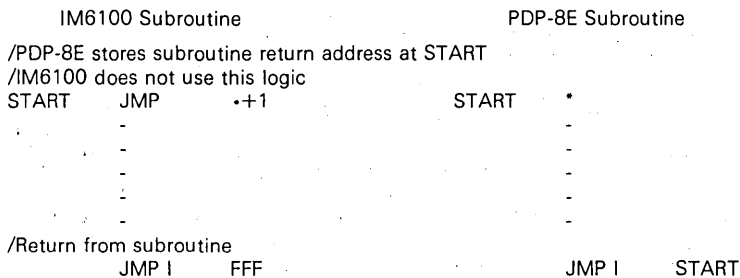 IM6100 Subroutine PDP-8E Subroutine
/PDP-8E stores subroutine return address at START
/IM6100 does not use this logic
START JMP •+1 START *
- -
- -
- -
- -
- -
/Return from subroutine
JMP I FFF JMP I START